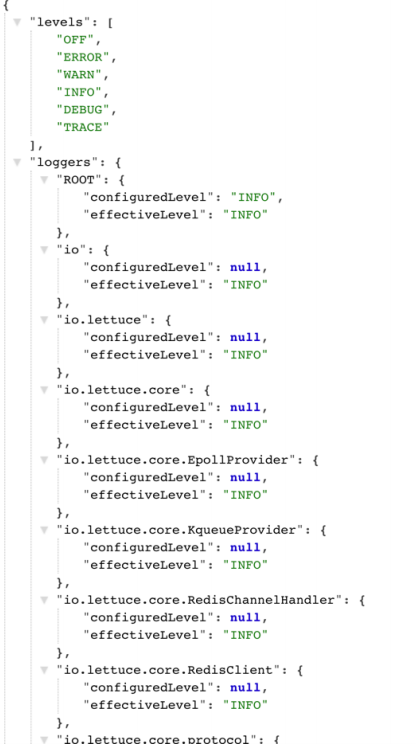 {
"levels": [
"OFF",
"ERROR",
"WARN",
"INFO",
"DEBUG",
"TRACE"
],
"loggers": {
"ROOT": {
"configuredLevel": "INFO",
"effectiveLevel": "INFO"
},
"io": {
"configuredLevel": null,
"effectiveLevel": "INFO"
},
"io.lettuce": {
"configuredLevel": null,
"effectiveLevel": "INFO"
},
"io.lettuce.core": {
"configuredLevel": null,
"effectiveLevel": "INFO"
},
"io.lettuce.core.EpollProvider": {
"configuredLevel": null,
"effectiveLevel": "INFO"
},
"io.lettuce.core.KqueueProvider": {
"configuredLevel": null,
"effectiveLevel": "INFO"
},
"io.lettuce.core.RedisChannelHandler": {
"configuredLevel": null,
"effectiveLevel": "INFO"
},
"io.lettuce.core.RedisClient": {
"configuredLevel": null,
"effectiveLevel": "INFO"
},
"io.lettuce.core.protocol": {